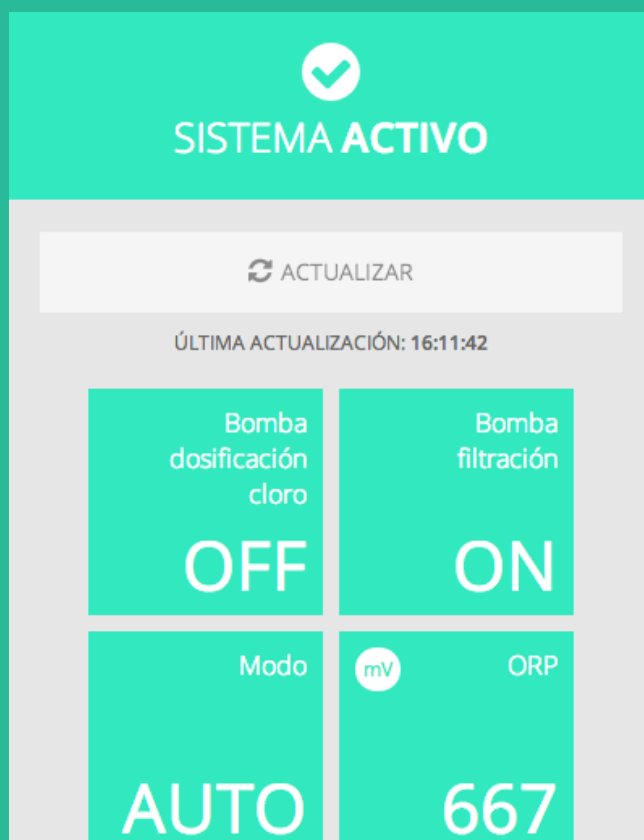 SISTEMA ACTIVO
ACTUALIZAR
ÚLTIMA ACTUALIZACIÓN: 16:11:42
Bomba
dosificación
cloro
OFF
Bomba
filtración
ON
Modo
AUTO
mV
ORP
667